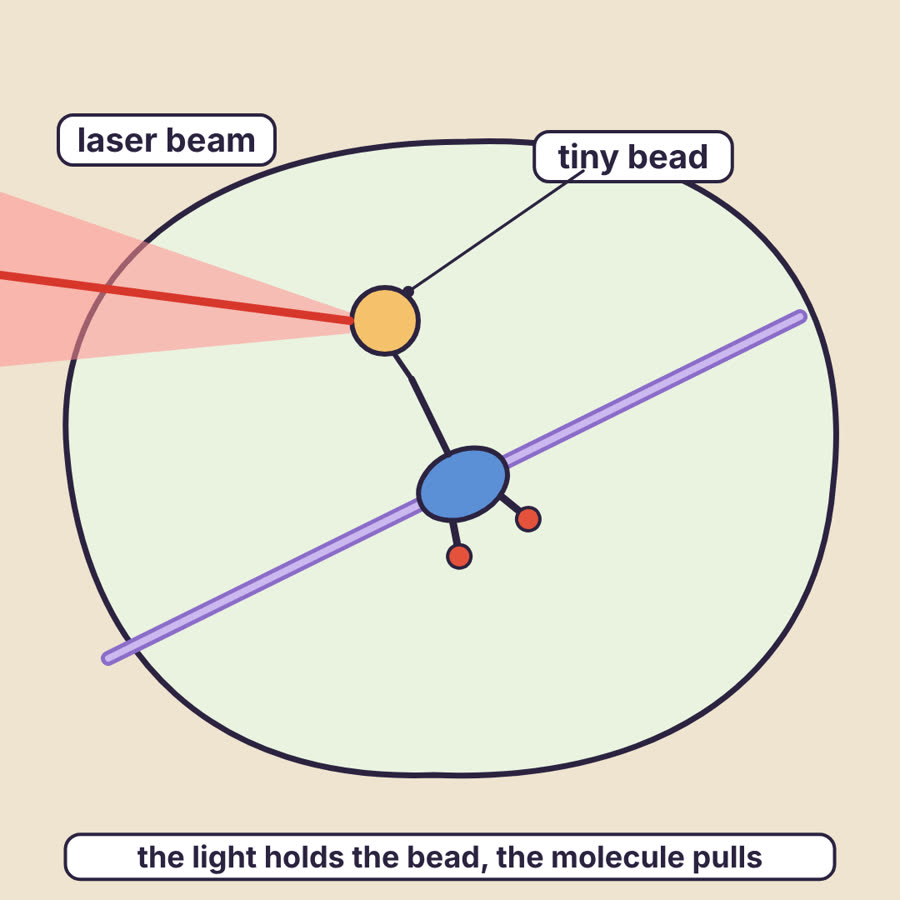 laser beam
tiny bead
the light holds the bead, the molecule pulls